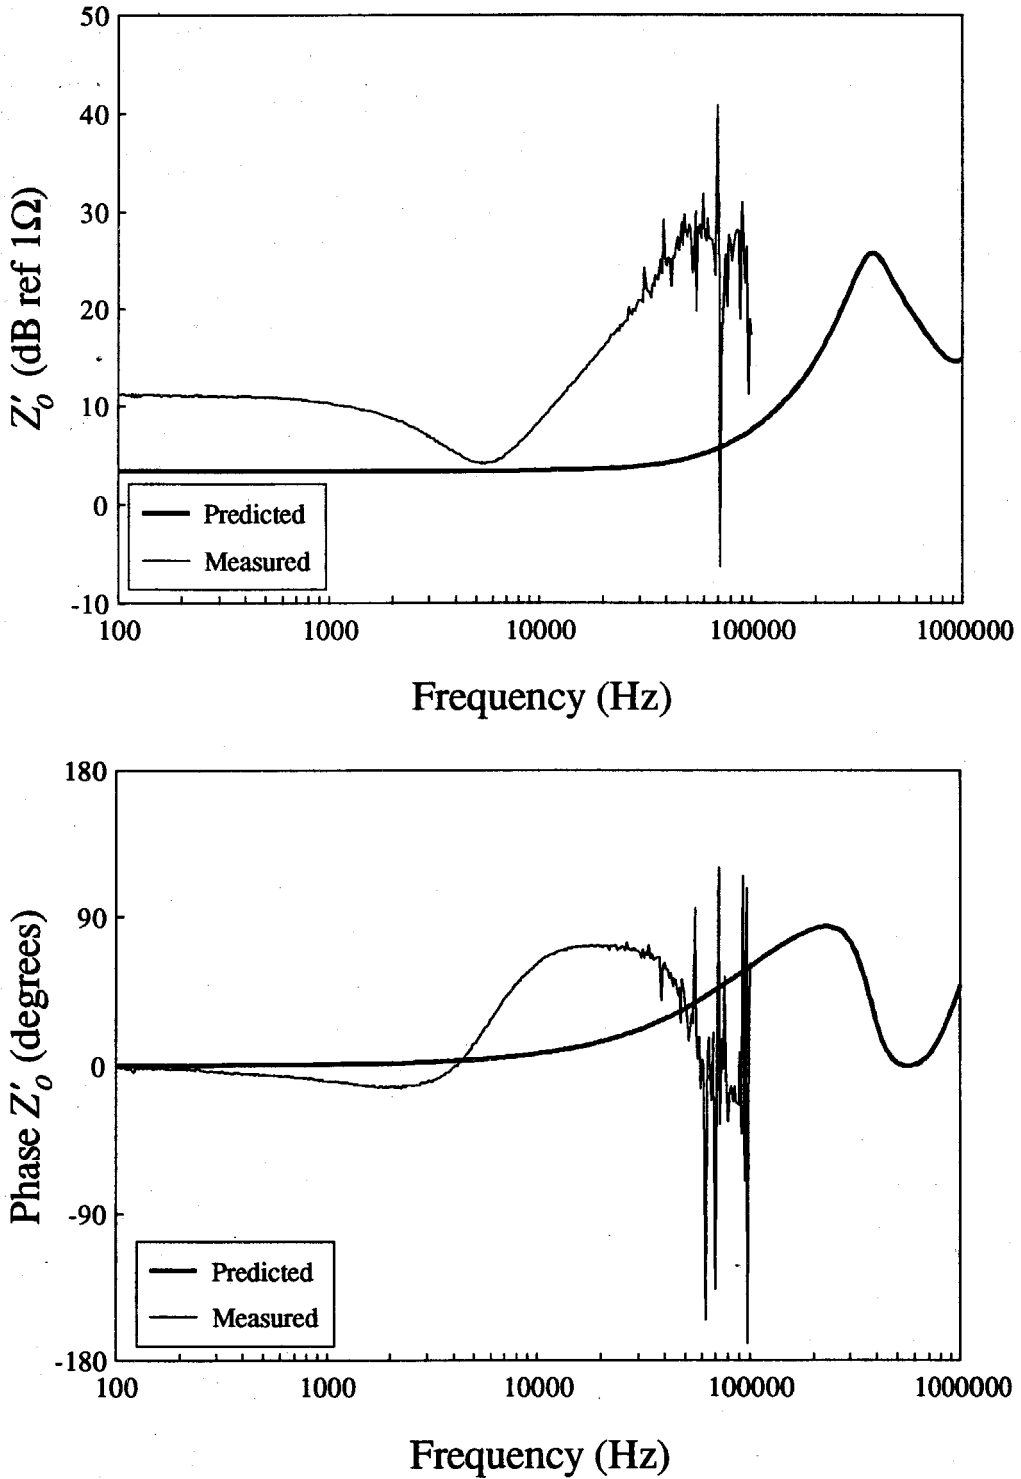 50
40
30
20
10
0
-10
Z'o (dB ref 1Ω)
Predicted
Measured
100 1000 10000 100000 1000000
Frequency (Hz)
180
90
0
-90
-180
Phase Z'o (degrees)
Predicted
Measured
100 1000 10000 100000 1000000
Frequency (Hz)